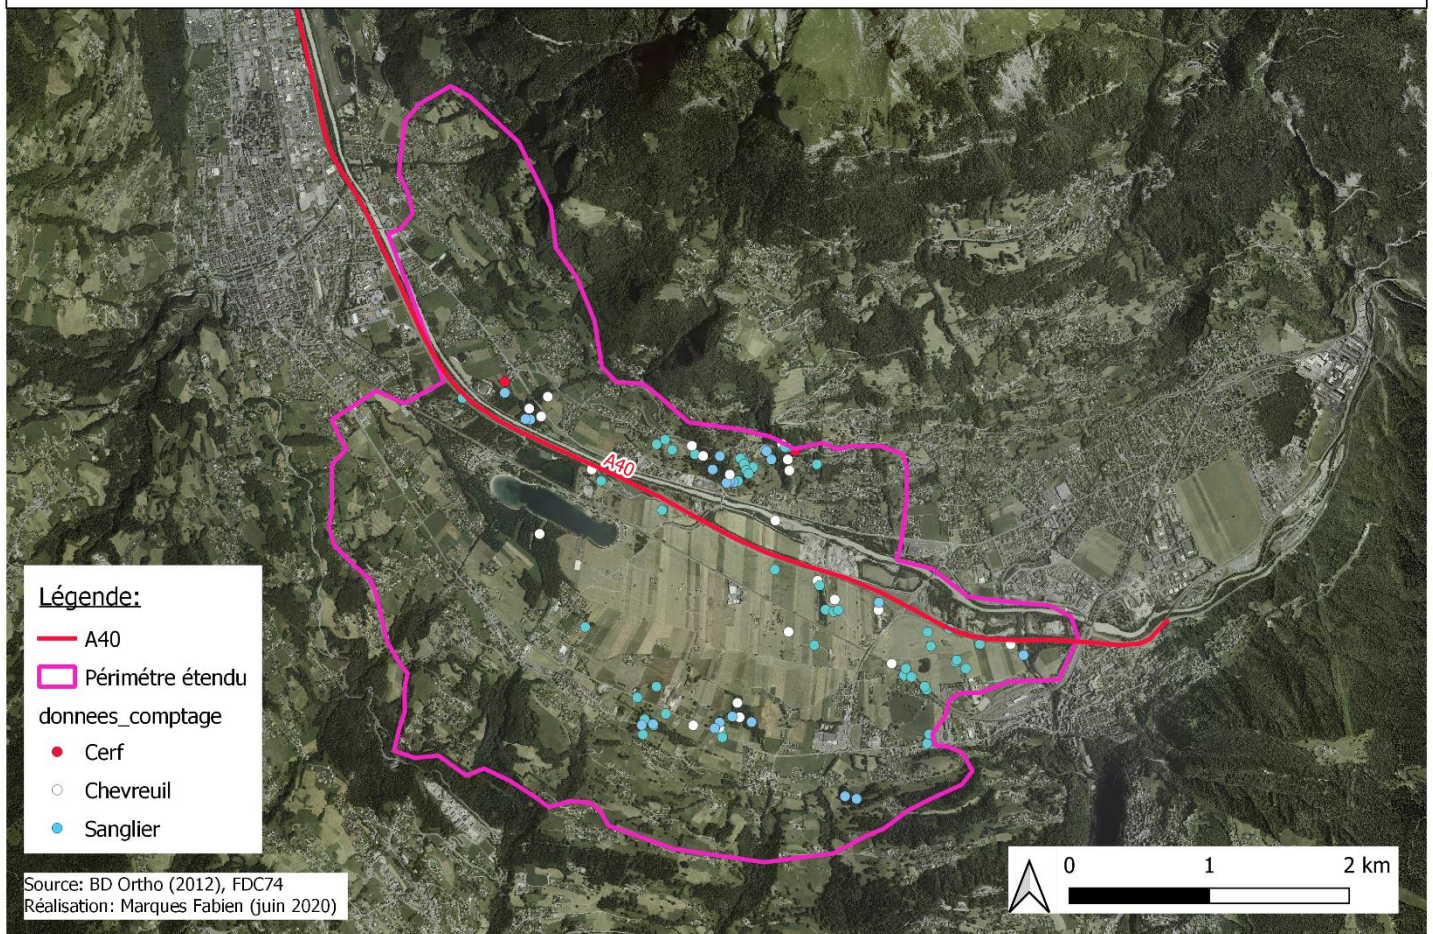 A40
Légende:
A40
Périmétre étendu
donnees_comptage
Cerf
Chevreuil
Sanglier
Source: BD Ortho (2012), FDC74
Réalisation: Marques Fabien (juin 2020)
0 1 2 km